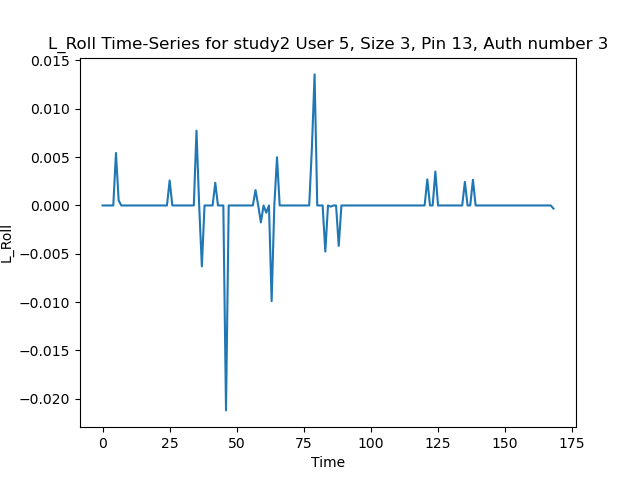 L_Roll Time-Series for study2 User 5, Size 3, Pin 13, Auth number 3
0.015
0.010
0.005
0.000
−0.005
−0.010
−0.015
−0.020
L_Roll
0 25 50 75 100 125 150 175
Time